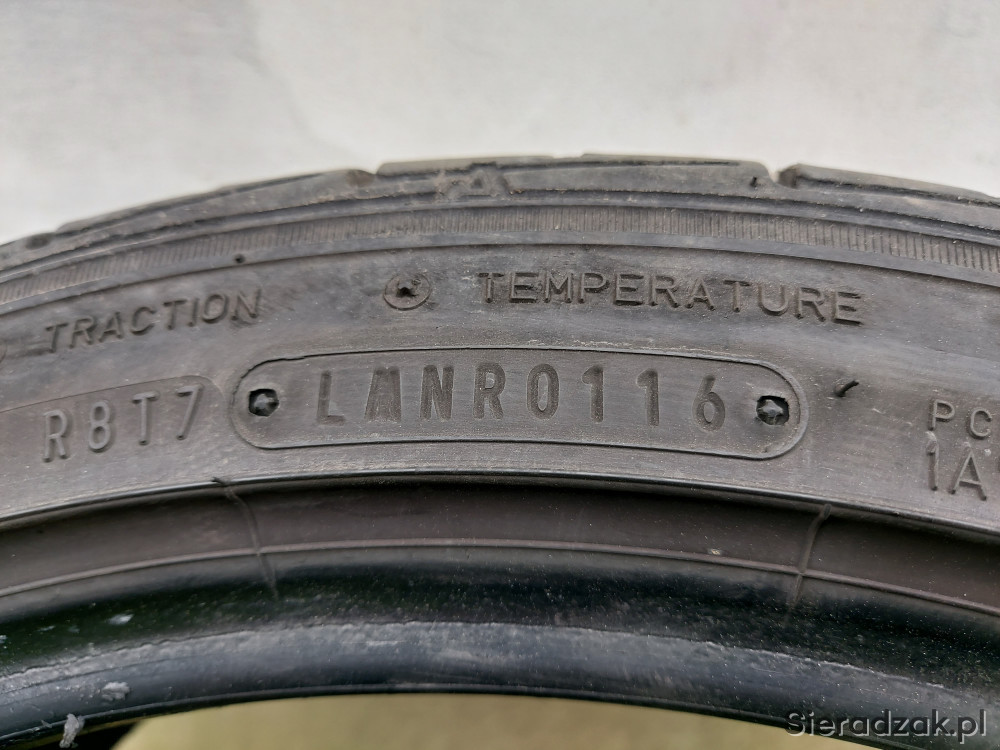 TRACTION A TEMPERATURE
R8T7 LMNR0116
PC
1A
Sieradzak.pl